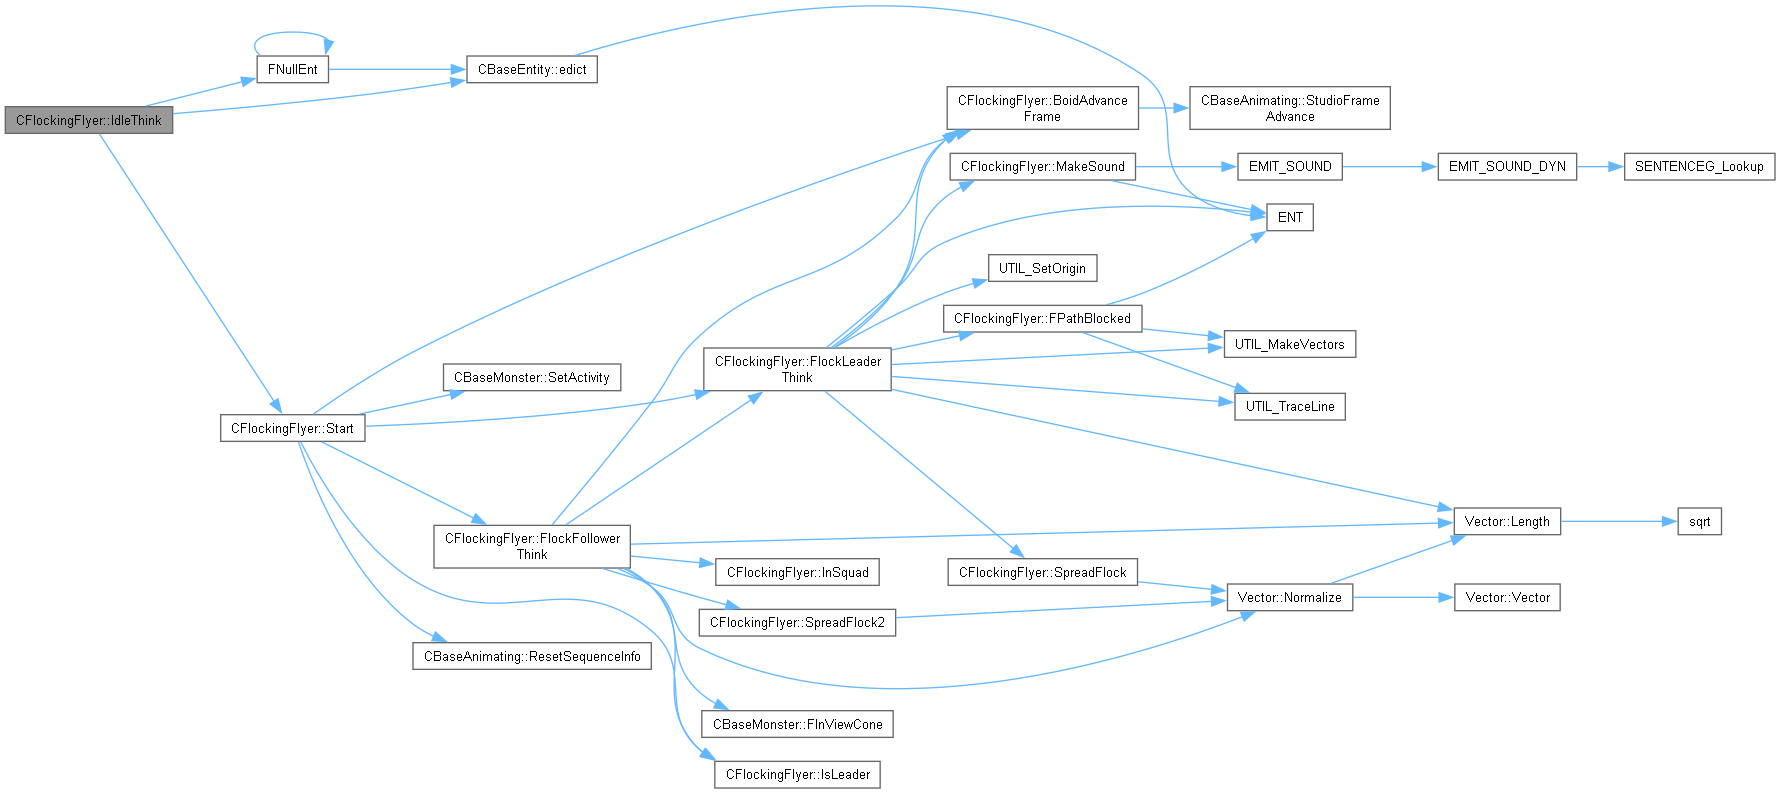 CFlockingFlyer::IdleThink
FNullEnt
CBaseEntity::edict
CFlockingFlyer::Start
CBaseMonster::SetActivity
CFlockingFlyer::FlockFollower
Think
CBaseAnimating::ResetSequenceInfo
CFlockingFlyer::FlockLeader
Think
CFlockingFlyer::InSquad
CFlockingFlyer::SpreadFlock2
CBaseMonster::FInViewCone
CFlockingFlyer::IsLeader
CFlockingFlyer::BoidAdvance
Frame
CFlockingFlyer::MakeSound
UTIL_SetOrigin
CFlockingFlyer::FPathBlocked
CFlockingFlyer::SpreadFlock
CBaseAnimating::StudioFrame
Advance
EMIT_SOUND
ENT
UTIL_MakeVectors
UTIL_TraceLine
Vector::Normalize
EMIT_SOUND_DYN
Vector::Length
Vector::Vector
SENTENCEG_Lookup
sqrt